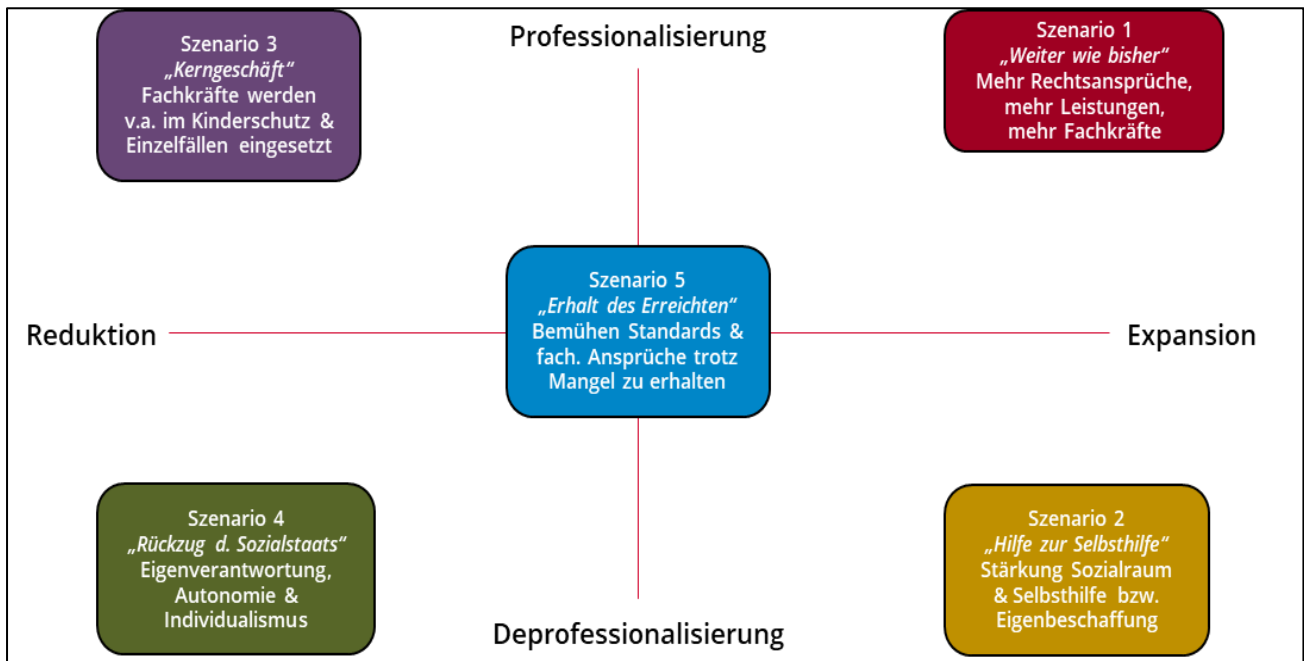 Szenario 3
„Kerngeschäft“
Fachkräfte werden
v.a. im Kinderschutz &
Einzelfällen eingesetzt
Professionalisierung
Szenario 1
„Weiter wie bisher“
Mehr Rechtsansprüche,
mehr Leistungen,
mehr Fachkräfte
Reduktion
Szenario 5
„Erhalt des Erreichten“
Bemühen Standards &
fach. Ansprüche trotz
Mangel zu erhalten
Expansion
Szenario 4
„Rückzug d. Sozialstaats“
Eigenverantwortung,
Autonomie &
Individualismus
Deprofessionalisierung
Szenario 2
„Hilfe zur Selbsthilfe“
Stärkung Sozialraum
& Selbsthilfe bzw.
Eigenbeschaffung